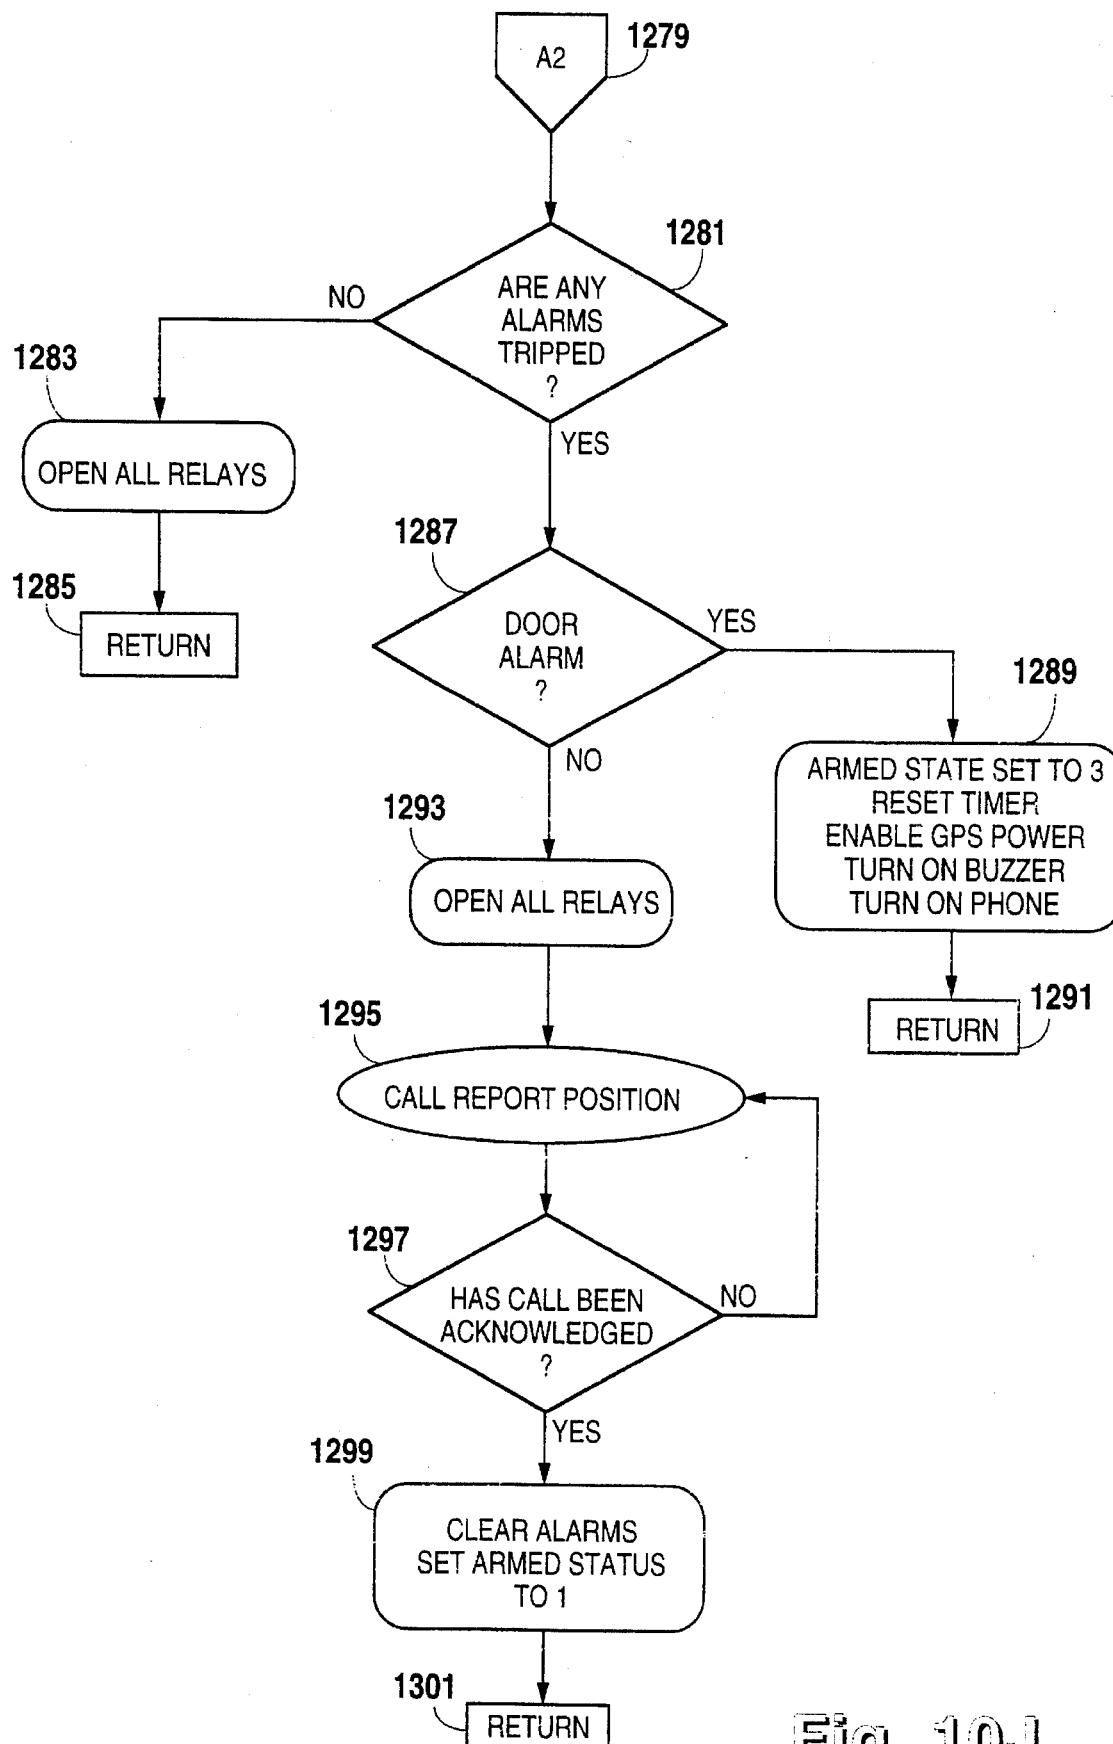 A2
1279
1281
ARE ANY
ALARMS
TRIPPED
?
NO
YES
1283
OPEN ALL RELAYS
1285
RETURN
1287
DOOR
ALARM
?
YES
NO
1289
ARMED STATE SET TO 3
RESET TIMER
ENABLE GPS POWER
TURN ON BUZZER
TURN ON PHONE
1291
RETURN
1293
OPEN ALL RELAYS
1295
CALL REPORT POSITION
1297
HAS CALL BEEN
ACKNOWLEDGED
?
NO
YES
1299
CLEAR ALARMS
SET ARMED STATUS
TO 1
1301
RETURN
Fig. 10J